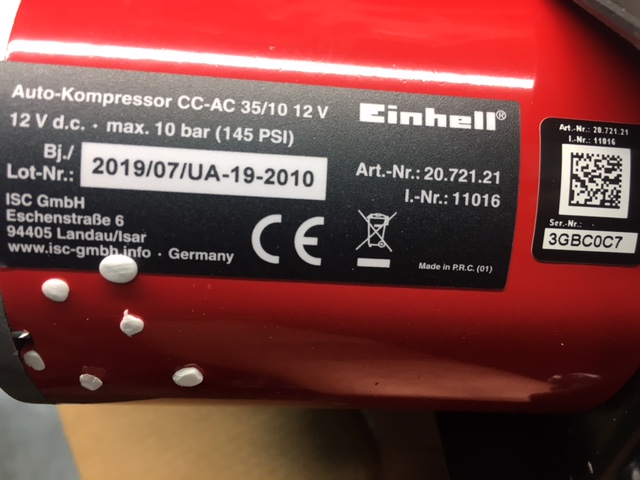 Auto-Kompressor CC-AC 35/10 12 V
12 V d.c. · max. 10 bar (145 PSI)
Bj./
Lot-Nr.: 2019/07/UA-19-2010
ISC GmbH
Eschenstraße 6
94405 Landau/Isar
www.isc-gmbh.info · Germany
Einhell®
Art.-Nr.: 20.721.21
I.-Nr.: 11016
CE
Made in P.R.C. (01)
Art.-Nr.: 20.721.21
I.-Nr.: 11016
Ser.-Nr.:
3GBC0C7